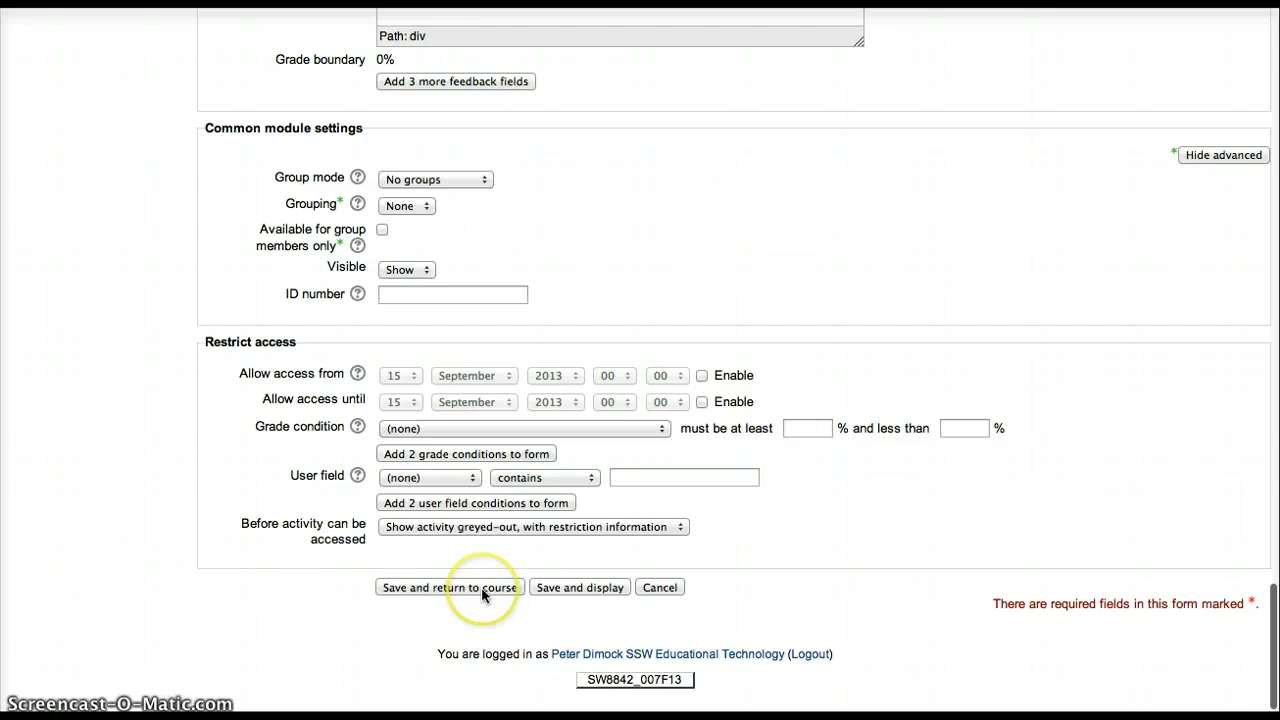 Path: div
Grade boundary 0%
Add 3 more feedback fields
Common module settings
* Hide advanced
Group mode ? No groups
Grouping* ? None
Available for group
members only* ?
Visible Show
ID number ?
Restrict access
Allow access from ? 15 September 2013 00 00 Enable
Allow access until 15 September 2013 00 00 Enable
Grade condition ? (none) must be at least % and less than %
Add 2 grade conditions to form
User field ? (none) contains
Add 2 user field conditions to form
Before activity can be
accessed Show activity greyed-out, with restriction information
Save and return to course Save and display Cancel
There are required fields in this form marked *.
You are logged in as Peter Dimock SSW Educational Technology (Logout)
SW8842_007F13
Screencast-O-Matic.com